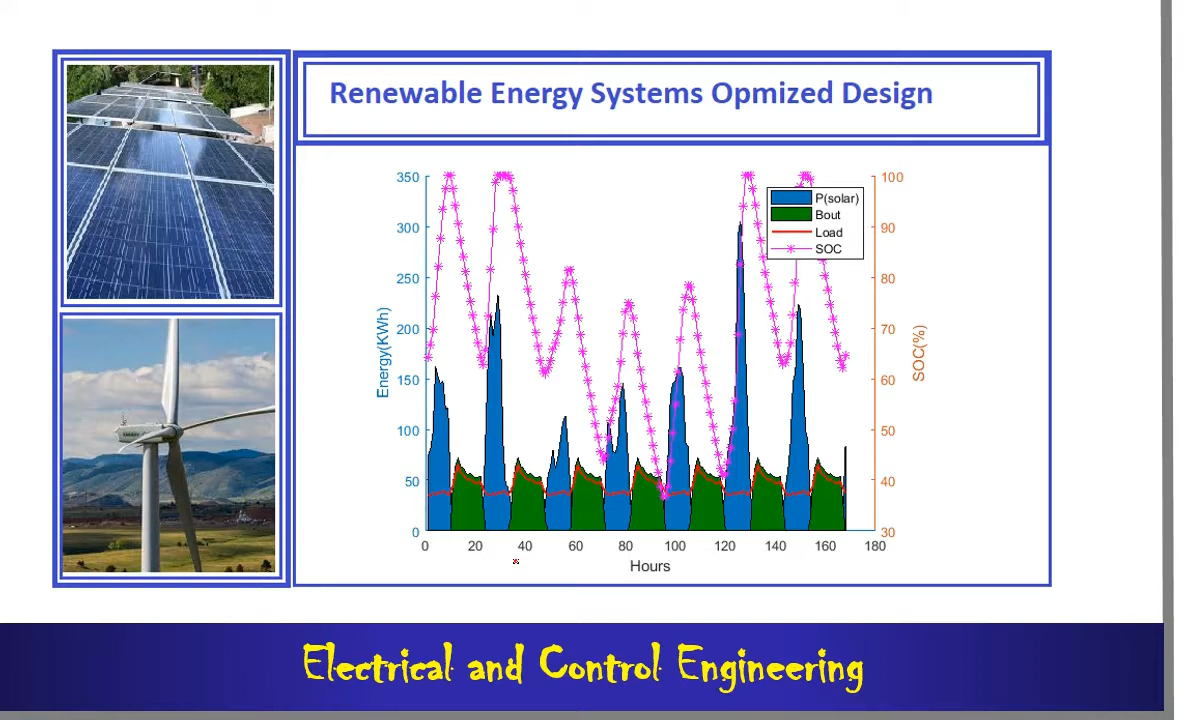 Renewable Energy Systems Opmized Design
350
300
250
200
150
100
50
0
Energy(KWh)
0 20 40 60 80 100 120 140 160 180
Hours
100
90
80
70
60
50
40
30
SOC(%)
P(solar)
Bout
Load
SOC
Electrical and Control Engineering